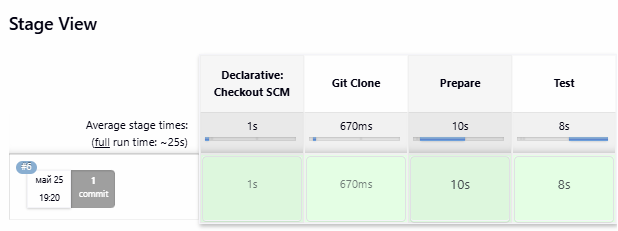 Stage View
Declarative:
Checkout SCM
Git Clone
Prepare
Test
Average stage times:
(full run time: ~25s)
1s
670ms
10s
8s
#6
май 25
19:20
1
commit
1s
670ms
10s
8s